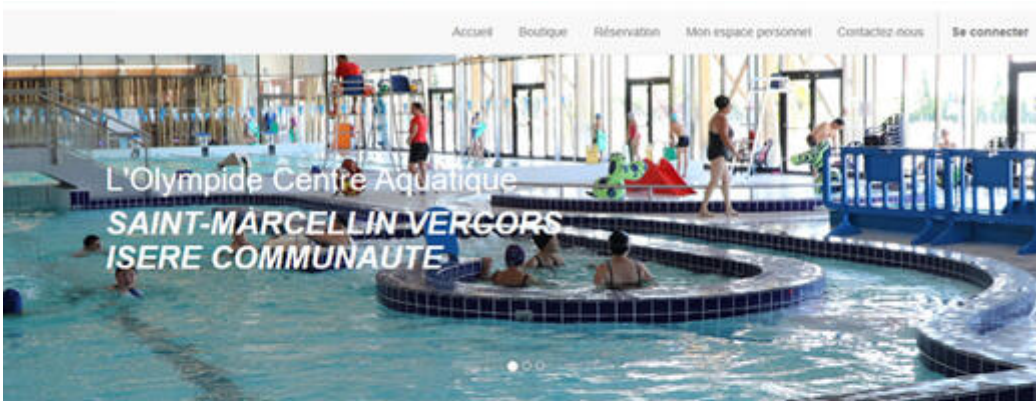 Accueil
Boutique
Réservation
Mon espace personnel
Contactez-nous
Se connecter
L'Olympide Centre Aquatique
SAINT-MARCELLIN VERCORS
ISERE COMMUNAUTE